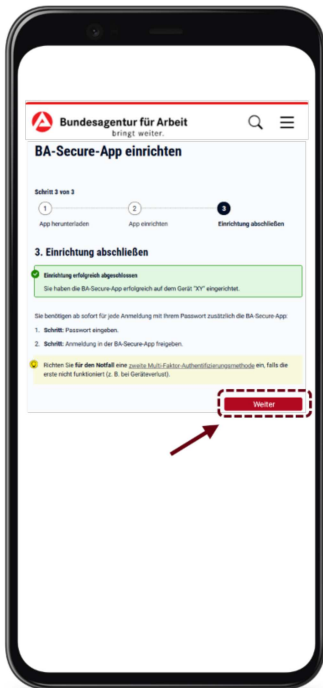 Bundesagentur für Arbeit
bringt weiter.
BA-Secure-App einrichten
Schritt 3 von 3
1
2
3
App herunterladen
App einrichten
Einrichtung abschließen
3. Einrichtung abschließen
Einrichtung erfolgreich abgeschlossen
Sie haben die BA-Secure-App erfolgreich auf dem Gerät "XY" eingerichtet.
Sie benötigen ab sofort für jede Anmeldung mit Ihrem Passwort zusätzlich die BA-Secure-App:
1. Schritt: Passwort eingeben.
2. Schritt: Anmeldung in der BA-Secure-App freigeben.
Richten Sie für den Notfall eine zweite Multi-Faktor-Authentifizierungsmethode ein, falls die
erste nicht funktioniert (z. B. bei Geräteverlust).
Weiter